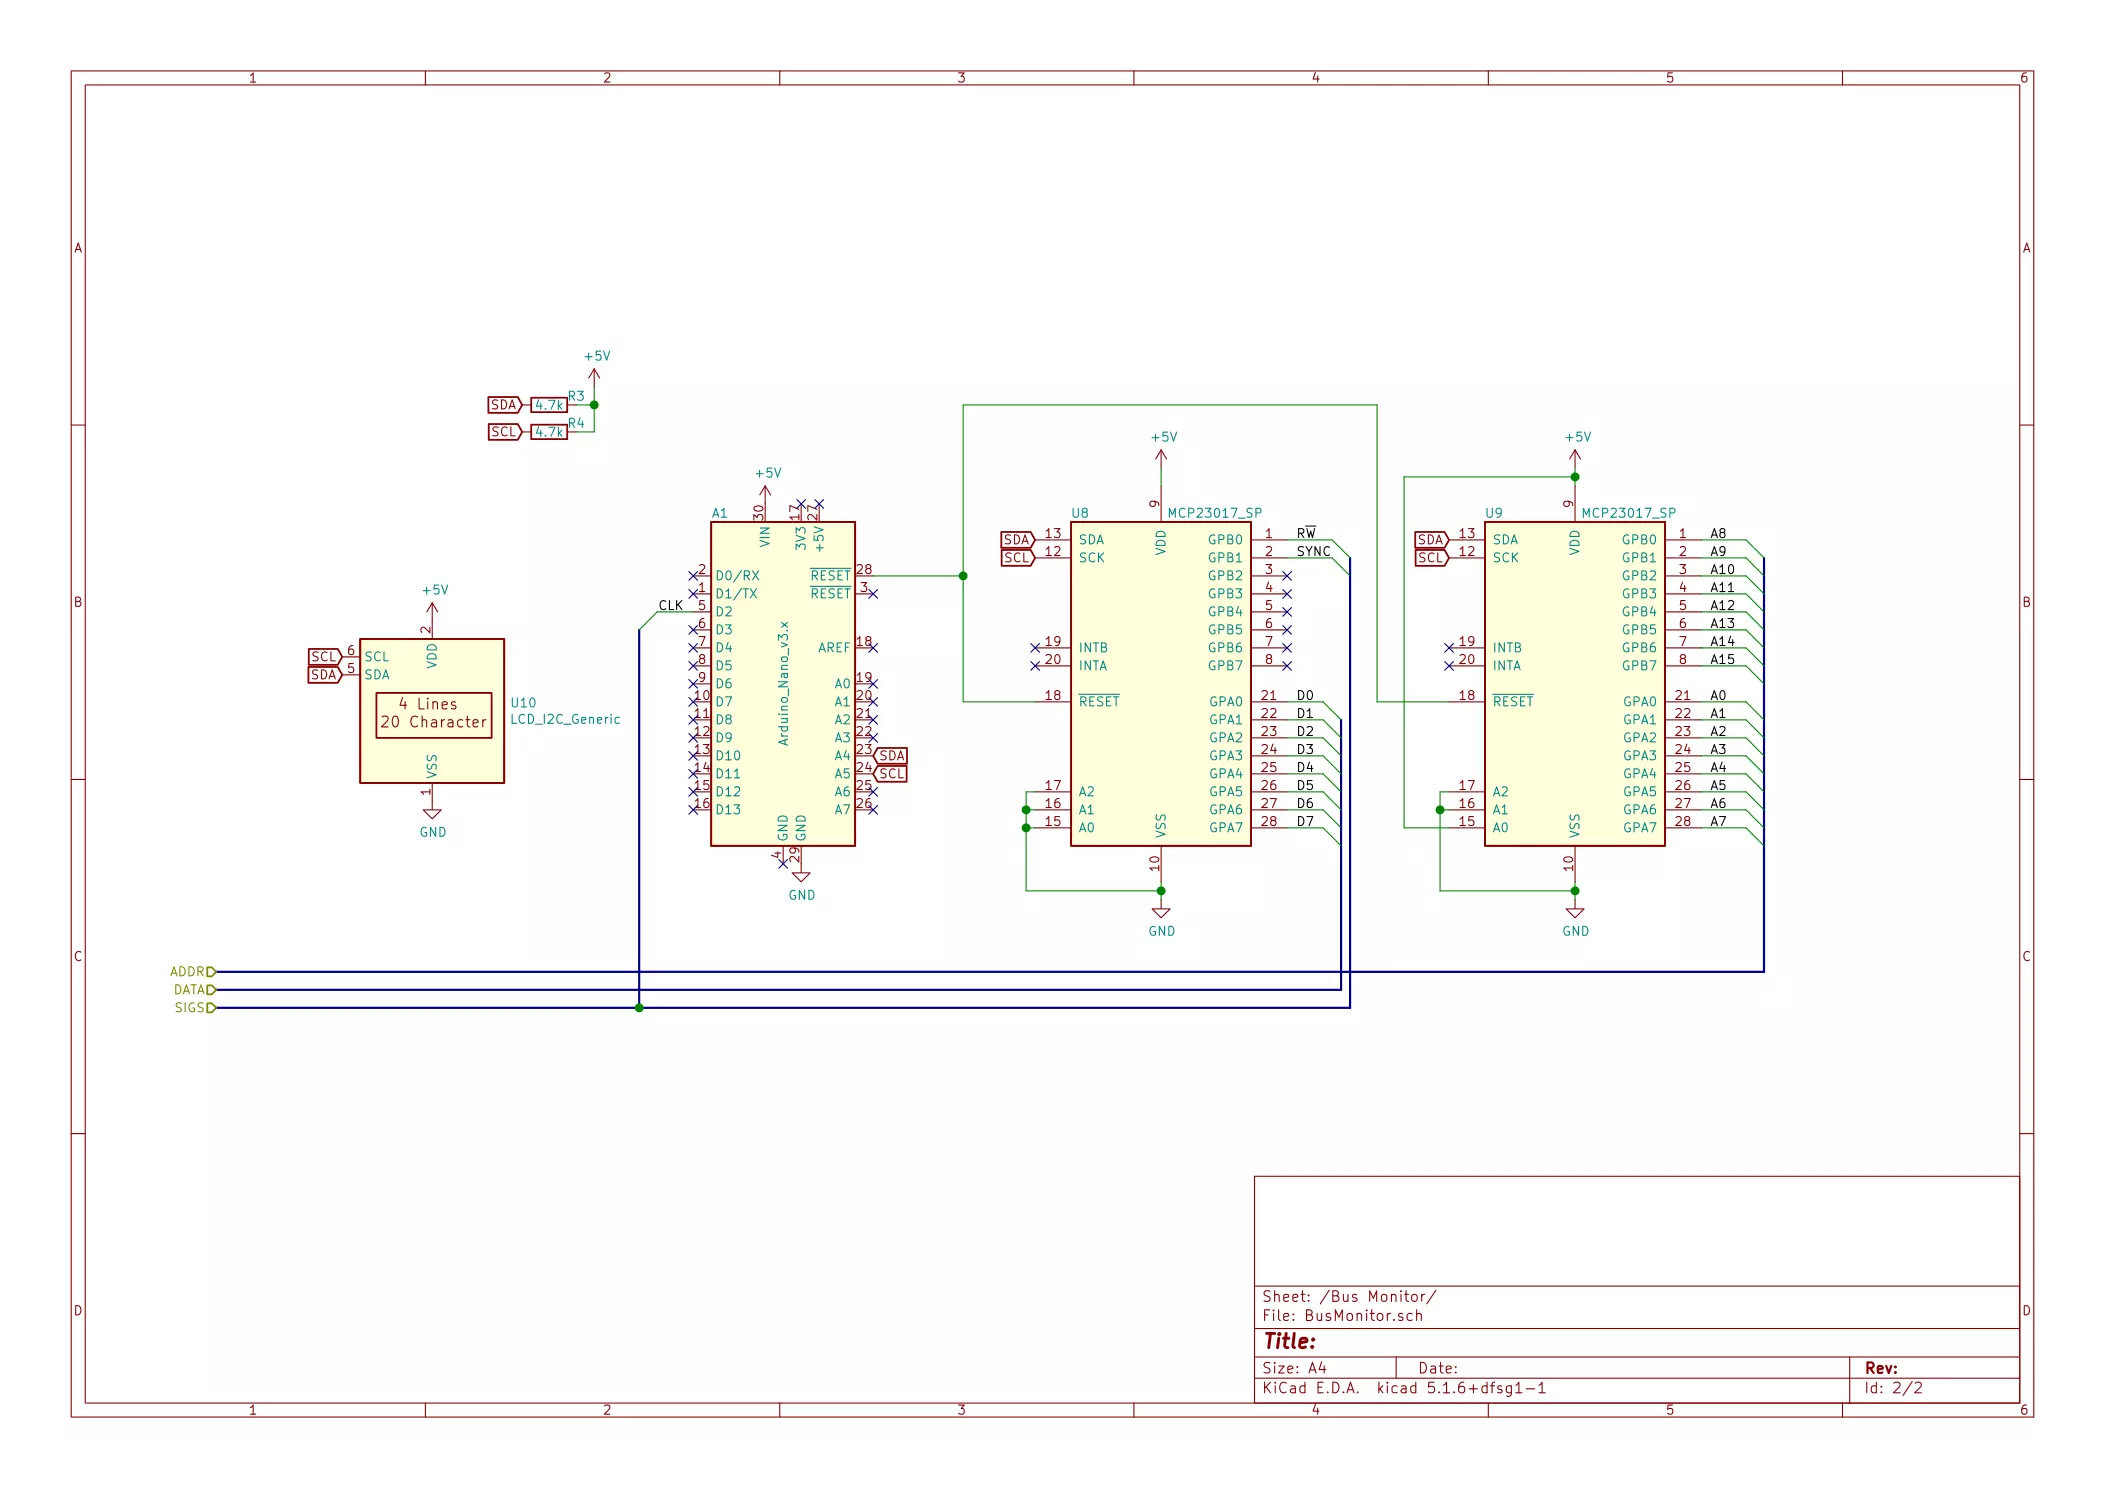 1 2 3 4 5 6
A A
+5V
SDA 4.7k R3
SCL 4.7k R4
+5V +5V
+5V
A1 30 VIN 17 3V3 27 +5V
Arduino_Nano_v3.x
2 D0/RX
1 D1/TX
CLK 5 D2
6 D3
7 D4
8 D5
9 D6
10 D7
11 D8
12 D9
13 D10
14 D11
15 D12
16 D13
RESET 28
RESET 3
AREF 18
A0 19
A1 20
A2 21
A3 22
A4 23 SDA
A5 24 SCL
A6 25
A7 26
GND 4
GND 29
GND
U8 MCP23017_SP
9 VDD
SDA 13 SDA
SCL 12 SCK
19 INTB
20 INTA
18 RESET
17 A2
16 A1
15 A0
GPB0 1 RW̅
GPB1 2 SYNC
GPB2 3
GPB3 4
GPB4 5
GPB5 6
GPB6 7
GPB7 8
GPA0 21 D0
GPA1 22 D1
GPA2 23 D2
GPA3 24 D3
GPA4 25 D4
GPA5 26 D5
GPA6 27 D6
GPA7 28 D7
VSS 10
GND
U9 MCP23017_SP
9 VDD
SDA 13 SDA
SCL 12 SCK
19 INTB
20 INTA
18 RESET
17 A2
16 A1
15 A0
GPB0 1 A8
GPB1 2 A9
GPB2 3 A10
GPB3 4 A11
GPB4 5 A12
GPB5 6 A13
GPB6 7 A14
GPB7 8 A15
GPA0 21 A0
GPA1 22 A1
GPA2 23 A2
GPA3 24 A3
GPA4 25 A4
GPA5 26 A5
GPA6 27 A6
GPA7 28 A7
VSS 10
GND
B B
+5V
2 VDD
SCL 6 SCL
SDA 5 SDA
4 Lines
20 Character
U10
LCD_I2C_Generic
VSS 1
GND
C C
ADDR
DATA
SIGS
D D
Sheet: /Bus Monitor/
File: BusMonitor.sch
Title:
Size: A4 Date: Rev:
KiCad E.D.A. kicad 5.1.6+dfsg1-1 Id: 2/2
1 2 3 4 5 6